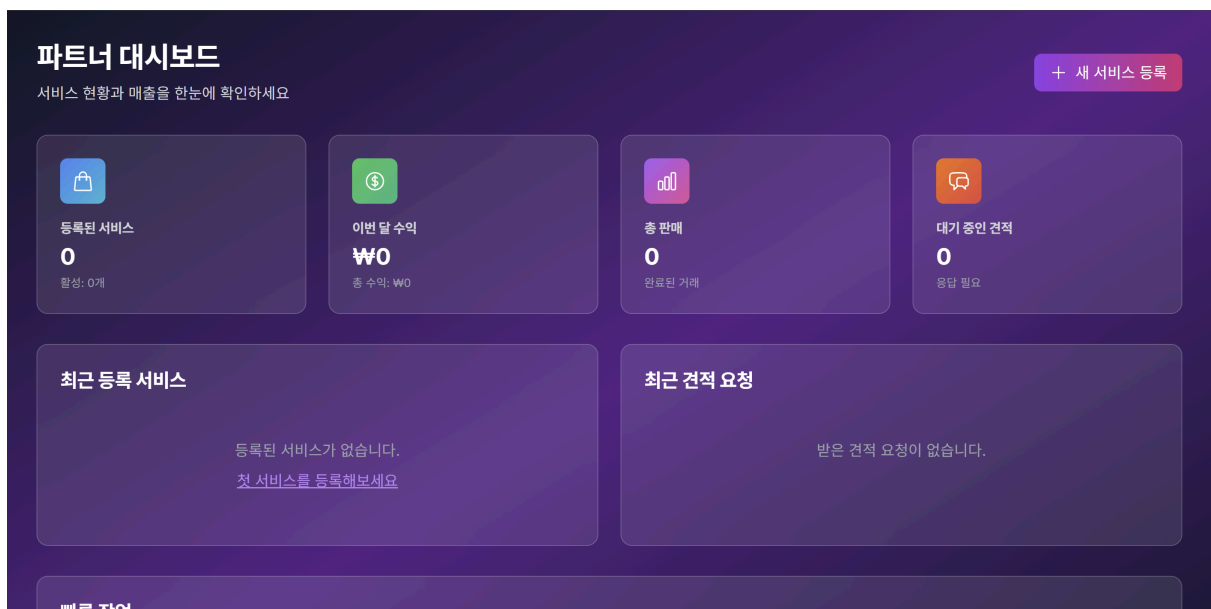 파트너 대시보드
서비스 현황과 매출을 한눈에 확인하세요
새 서비스 등록
등록된 서비스
0
활성: 0개
이번 달 수익
₩0
총 수익: ₩0
총 판매
0
완료된 거래
대기 중인 견적
0
응답 필요
최근 등록 서비스
등록된 서비스가 없습니다.
첫 서비스를 등록해보세요
최근 견적 요청
받은 견적 요청이 없습니다.
빠른 작업